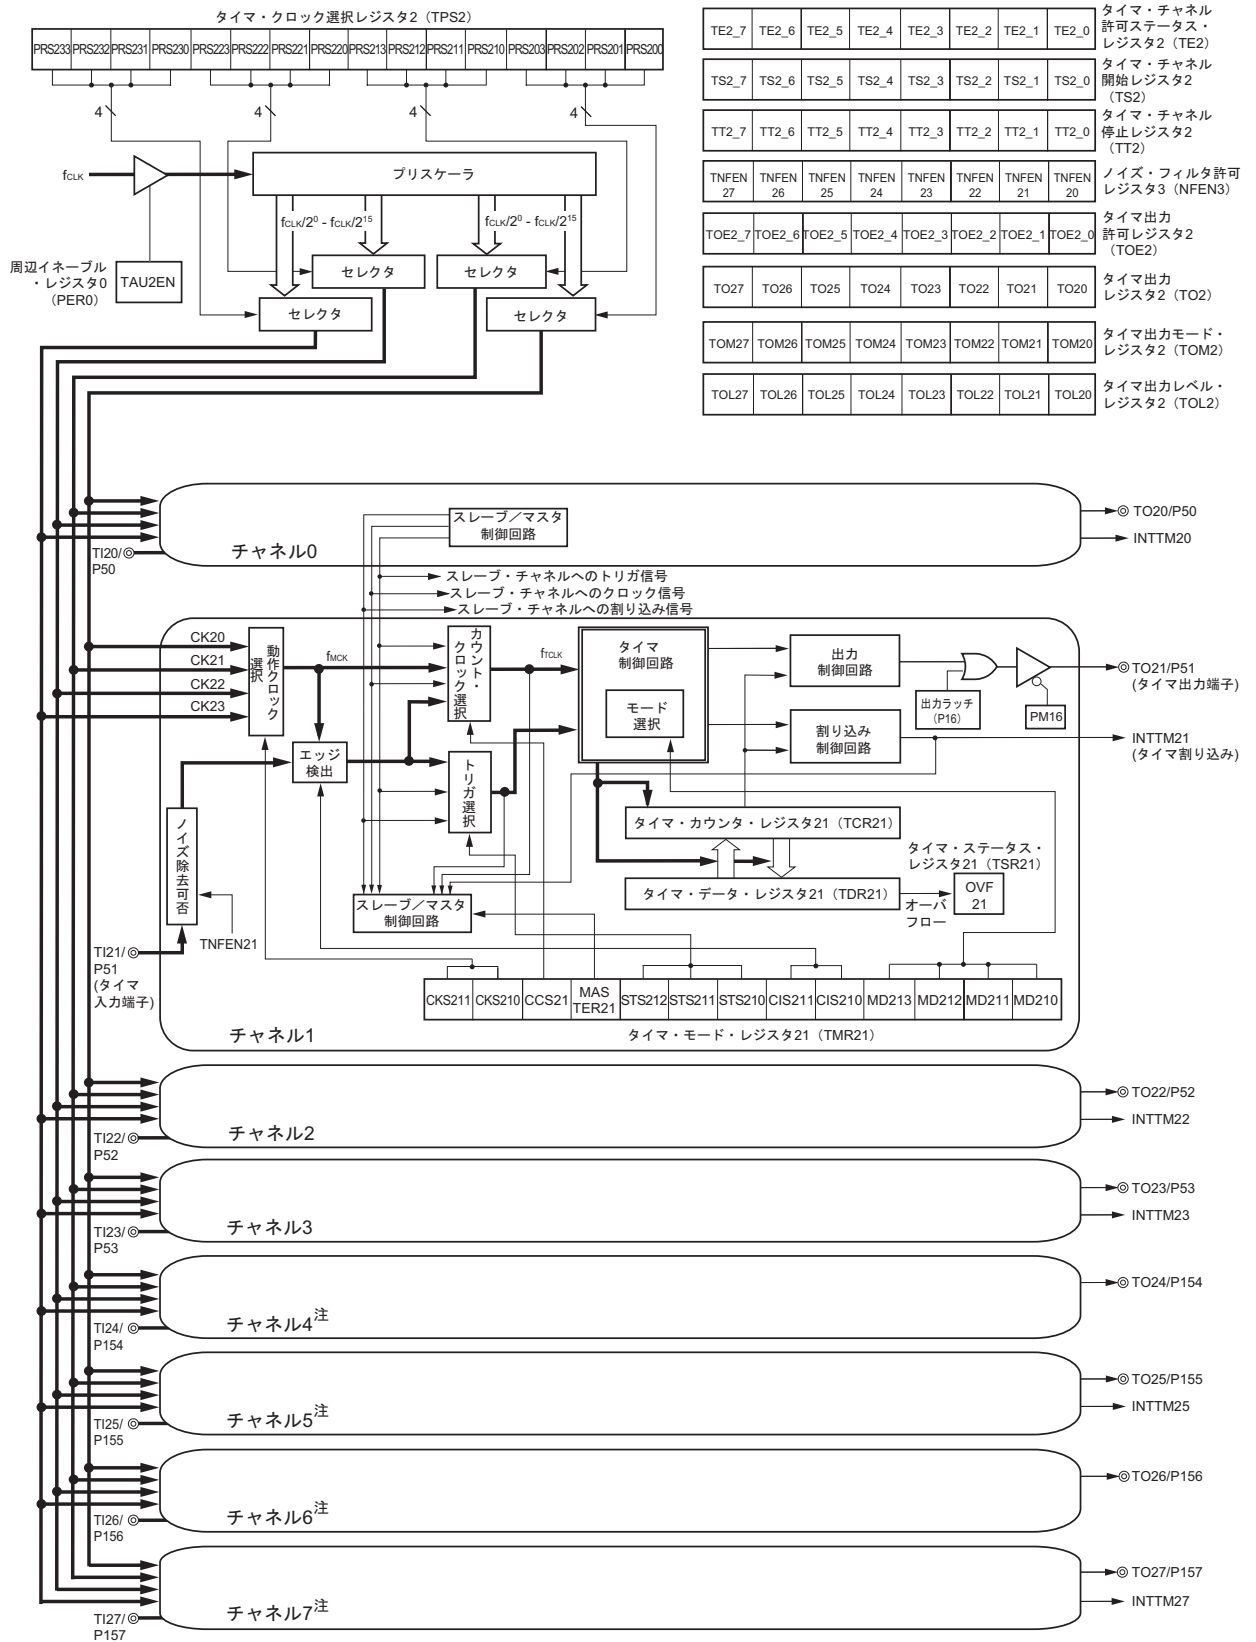 タイマ・クロック選択レジスタ2（TPS2）
PRS233 PRS232 PRS231 PRS230 PRS223 PRS222 PRS221 PRS220 PRS213 PRS212 PRS211 PRS210 PRS203 PRS202 PRS201 PRS200
4 4 4 4
fCLK
プリスケーラ
fCLK/2⁰ - fCLK/2¹⁵ fCLK/2⁰ - fCLK/2¹⁵
周辺イネーブル
・レジスタ0
（PER0）
TAU2EN
セレクタ セレクタ
セレクタ セレクタ
TE2_7 TE2_6 TE2_5 TE2_4 TE2_3 TE2_2 TE2_1 TE2_0
タイマ・チャネル
許可ステータス・
レジスタ2（TE2）
TS2_7 TS2_6 TS2_5 TS2_4 TS2_3 TS2_2 TS2_1 TS2_0
タイマ・チャネル
開始レジスタ2
（TS2）
TT2_7 TT2_6 TT2_5 TT2_4 TT2_3 TT2_2 TT2_1 TT2_0
タイマ・チャネル
停止レジスタ2
（TT2）
TNFEN TNFEN TNFEN TNFEN TNFEN TNFEN TNFEN TNFEN
27 26 25 24 23 22 21 20
ノイズ・フィルタ許可
レジスタ3（NFEN3）
TOE2_7 TOE2_6 TOE2_5 TOE2_4 TOE2_3 TOE2_2 TOE2_1 TOE2_0
タイマ出力
許可レジスタ2
（TOE2）
TO27 TO26 TO25 TO24 TO23 TO22 TO21 TO20
タイマ出力
レジスタ2（TO2）
TOM27 TOM26 TOM25 TOM24 TOM23 TOM22 TOM21 TOM20
タイマ出力モード・
レジスタ2（TOM2）
TOL27 TOL26 TOL25 TOL24 TOL23 TOL22 TOL21 TOL20
タイマ出力レベル・
レジスタ2（TOL2）
スレーブ／マスタ
制御回路
TI20/
P50
チャネル0
TO20/P50
INTTM20
スレーブ・チャネルへのトリガ信号
スレーブ・チャネルへのクロック信号
スレーブ・チャネルへの割り込み信号
CK20
CK21
CK22
CK23
動作クロック
選択
fMCK
カウント・
クロック選択
fTCLK
タイマ
制御回路
モード
選択
出力
制御回路
出力ラッチ
（P16）
PM16
TO21/P51
(タイマ出力端子)
割り込み
制御回路
INTTM21
(タイマ割り込み)
エッジ
検出
トリガ選択
ノイズ除去可否
TNFEN21
TI21/
P51
(タイマ
入力端子)
タイマ・カウンタ・レジスタ21（TCR21）
タイマ・データ・レジスタ21（TDR21）
タイマ・ステータス・
レジスタ21（TSR21）
OVF
21
オーバ
フロー
スレーブ／マスタ
制御回路
CKS211 CKS210 CCS21 MAS
TER21 STS212 STS211 STS210 CIS211 CIS210 MD213 MD212 MD211 MD210
タイマ・モード・レジスタ21（TMR21）
チャネル1
TI22/
P52
チャネル2
TO22/P52
INTTM22
TI23/
P53
チャネル3
TO23/P53
INTTM23
TI24/
P154
チャネル4注
TO24/P154
TI25/
P155
チャネル5注
TO25/P155
INTTM25
TI26/
P156
チャネル6注
TO26/P156
TI27/
P157
チャネル7注
TO27/P157
INTTM27